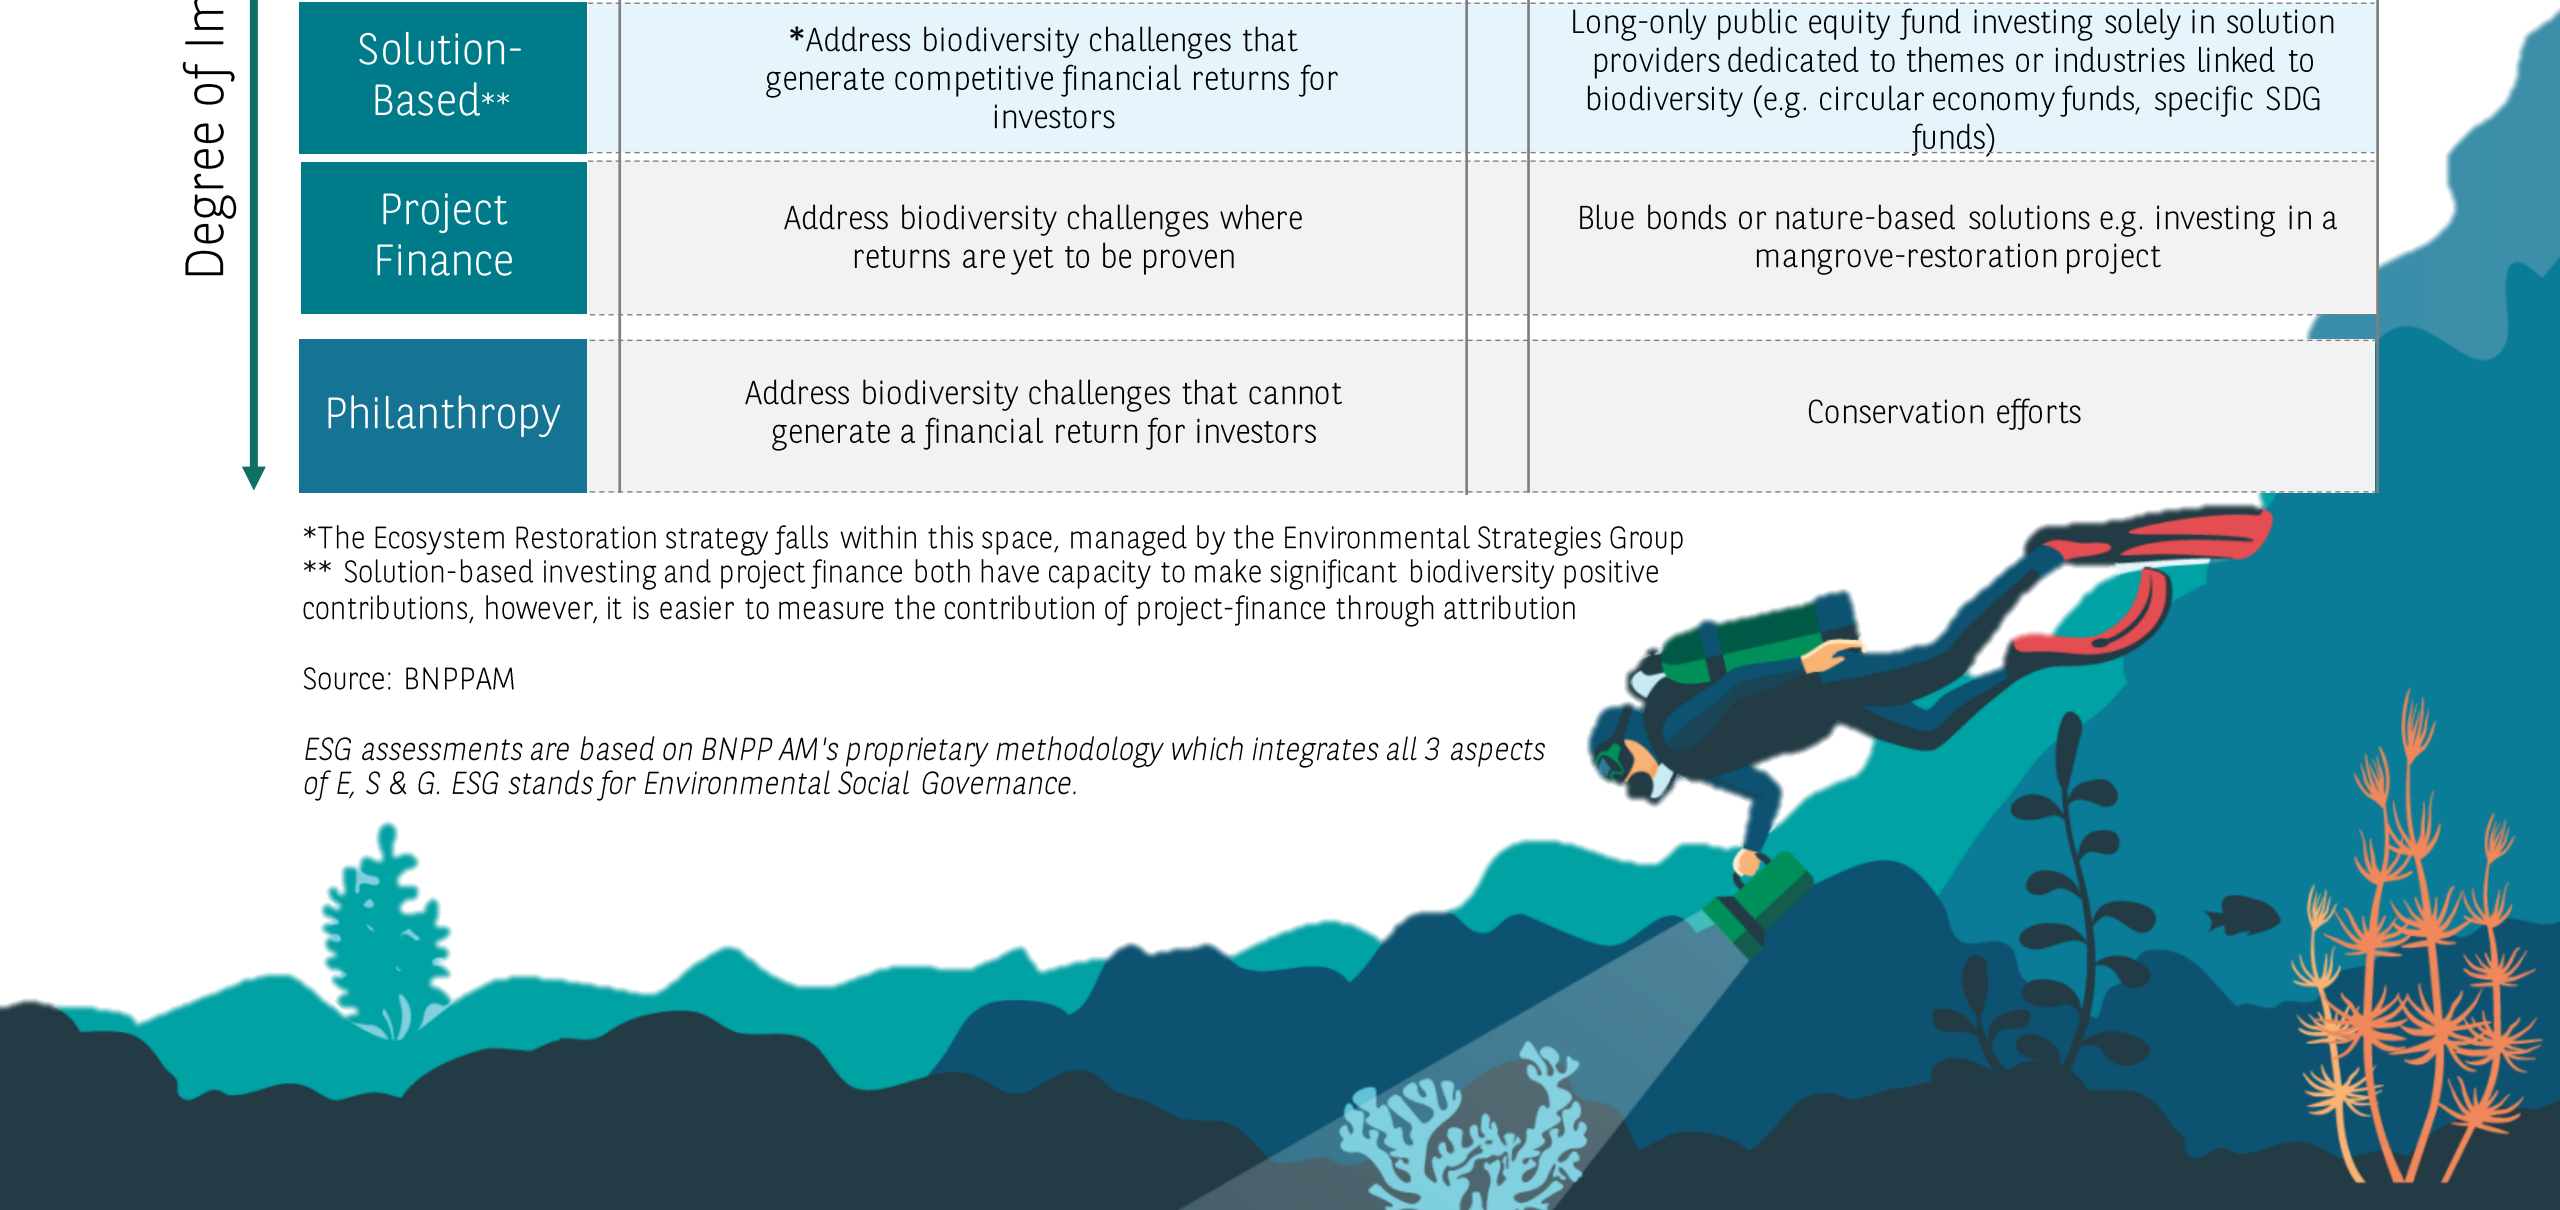 Degree of Im
Solution-
Based**
*Address biodiversity challenges that
generate competitive financial returns for
investors
Long-only public equity fund investing solely in solution
providers dedicated to themes or industries linked to
biodiversity (e.g. circular economy funds, specific SDG
funds)
Project
Finance
Address biodiversity challenges where
returns are yet to be proven
Blue bonds or nature-based solutions e.g. investing in a
mangrove-restoration project
Philanthropy
Address biodiversity challenges that cannot
generate a financial return for investors
Conservation efforts
*The Ecosystem Restoration strategy falls within this space, managed by the Environmental Strategies Group
** Solution-based investing and project finance both have capacity to make significant biodiversity positive
contributions, however, it is easier to measure the contribution of project-finance through attribution
Source: BNPPAM
ESG assessments are based on BNPP AM's proprietary methodology which integrates all 3 aspects
of E, S & G. ESG stands for Environmental Social Governance.